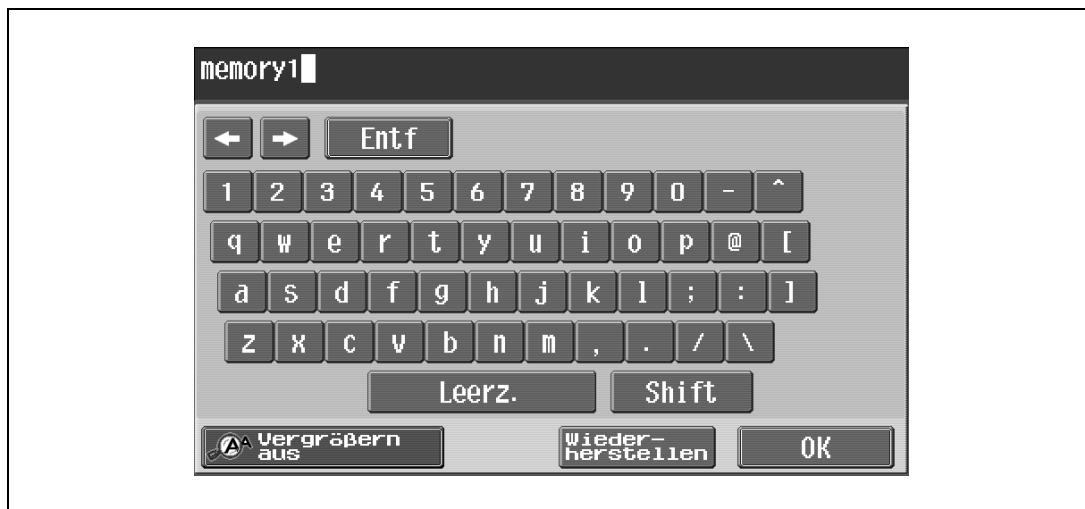 memory1
← → Entf
1 2 3 4 5 6 7 8 9 0 - ^
q w e r t y u i o p @ [
a s d f g h j k l ; : ]
z x c v b n m , . / \
Leerz. Shift
A A Vergrößern
aus
Wieder-
herstellen
OK